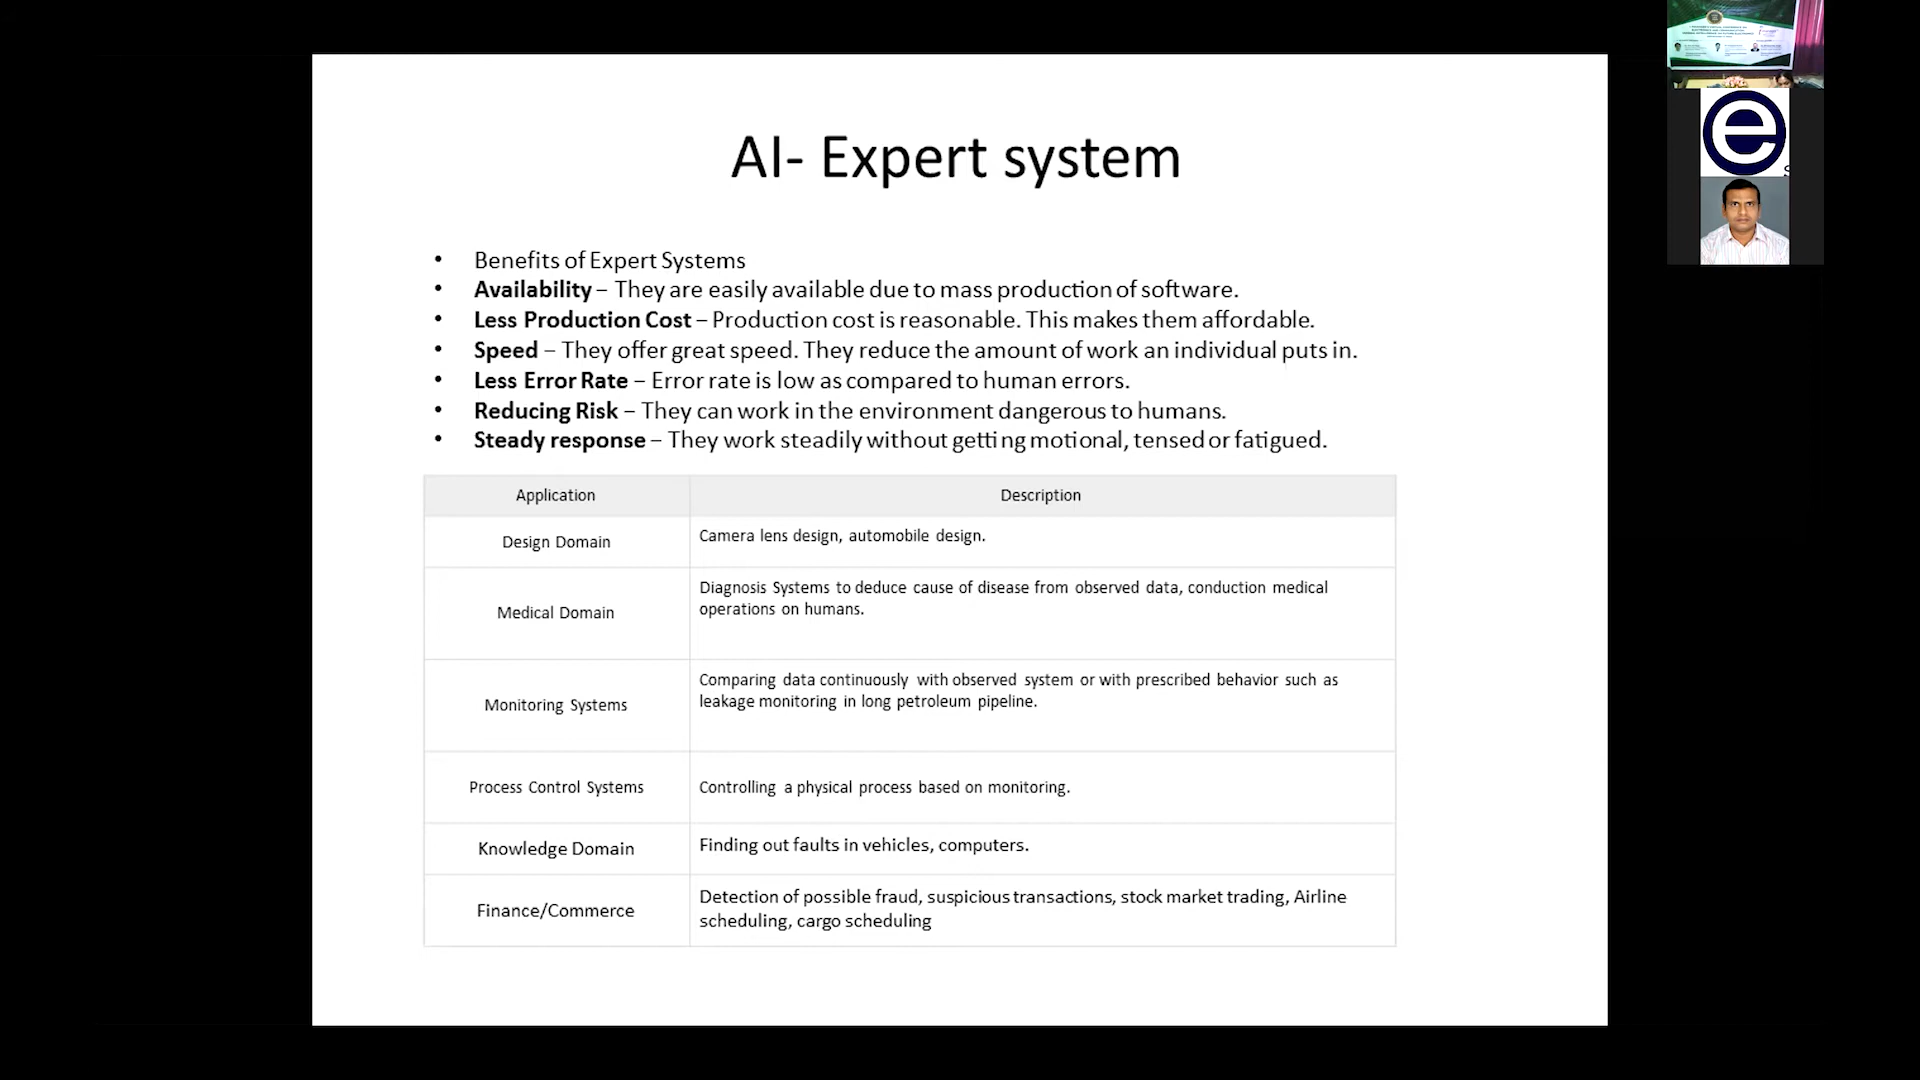 AI- Expert system
• Benefits of Expert Systems
• Availability – They are easily available due to mass production of software.
• Less Production Cost – Production cost is reasonable. This makes them affordable.
• Speed – They offer great speed. They reduce the amount of work an individual puts in.
• Less Error Rate – Error rate is low as compared to human errors.
• Reducing Risk – They can work in the environment dangerous to humans.
• Steady response – They work steadily without getting motional, tensed or fatigued.
Application Description
Design Domain Camera lens design, automobile design.
Medical Domain Diagnosis Systems to deduce cause of disease from observed data, conduction medical
operations on humans.
Monitoring Systems Comparing data continuously with observed system or with prescribed behavior such as
leakage monitoring in long petroleum pipeline.
Process Control Systems Controlling a physical process based on monitoring.
Knowledge Domain Finding out faults in vehicles, computers.
Finance/Commerce Detection of possible fraud, suspicious transactions, stock market trading, Airline
scheduling, cargo scheduling
e